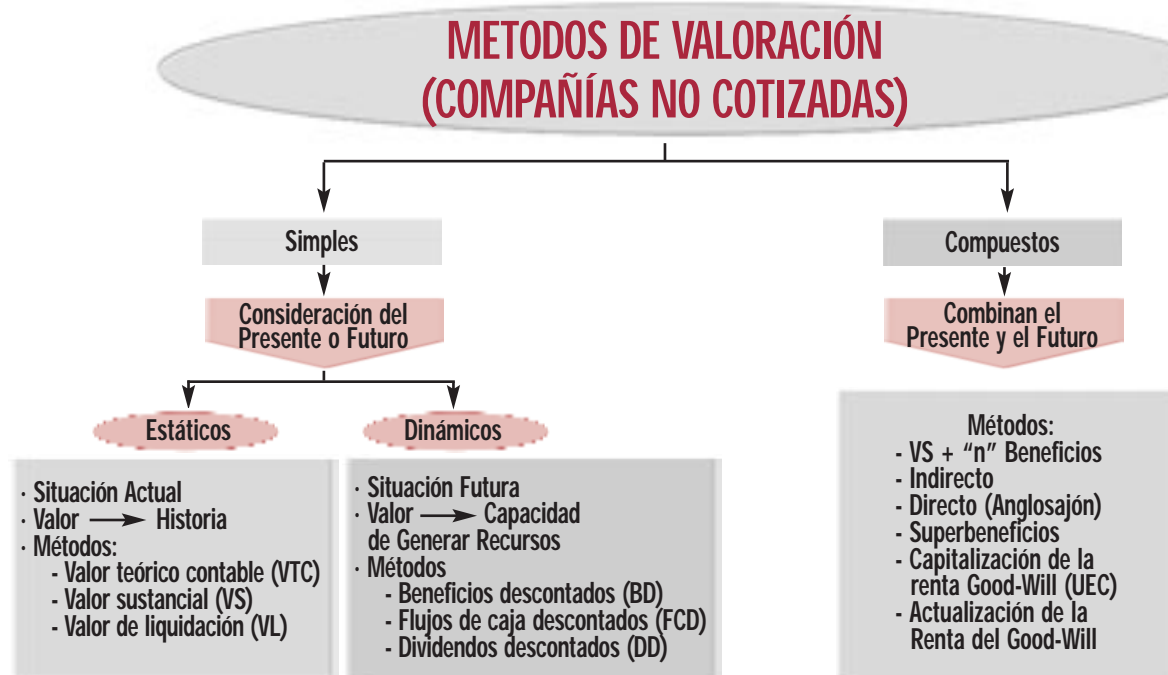 METODOS DE VALORACIÓN
(COMPAÑÍAS NO COTIZADAS)
Simples
Consideración del
Presente o Futuro
Estáticos
· Situación Actual
· Valor → Historia
· Métodos:
- Valor teórico contable (VTC)
- Valor sustancial (VS)
- Valor de liquidación (VL)
Dinámicos
· Situación Futura
· Valor → Capacidad
de Generar Recursos
· Métodos
- Beneficios descontados (BD)
- Flujos de caja descontados (FCD)
- Dividendos descontados (DD)
Compuestos
Combinan el
Presente y el Futuro
Métodos:
- VS + “n” Beneficios
- Indirecto
- Directo (Anglosajón)
- Superbeneficios
- Capitalización de la
renta Good-Will (UEC)
- Actualización de la
Renta del Good-Will